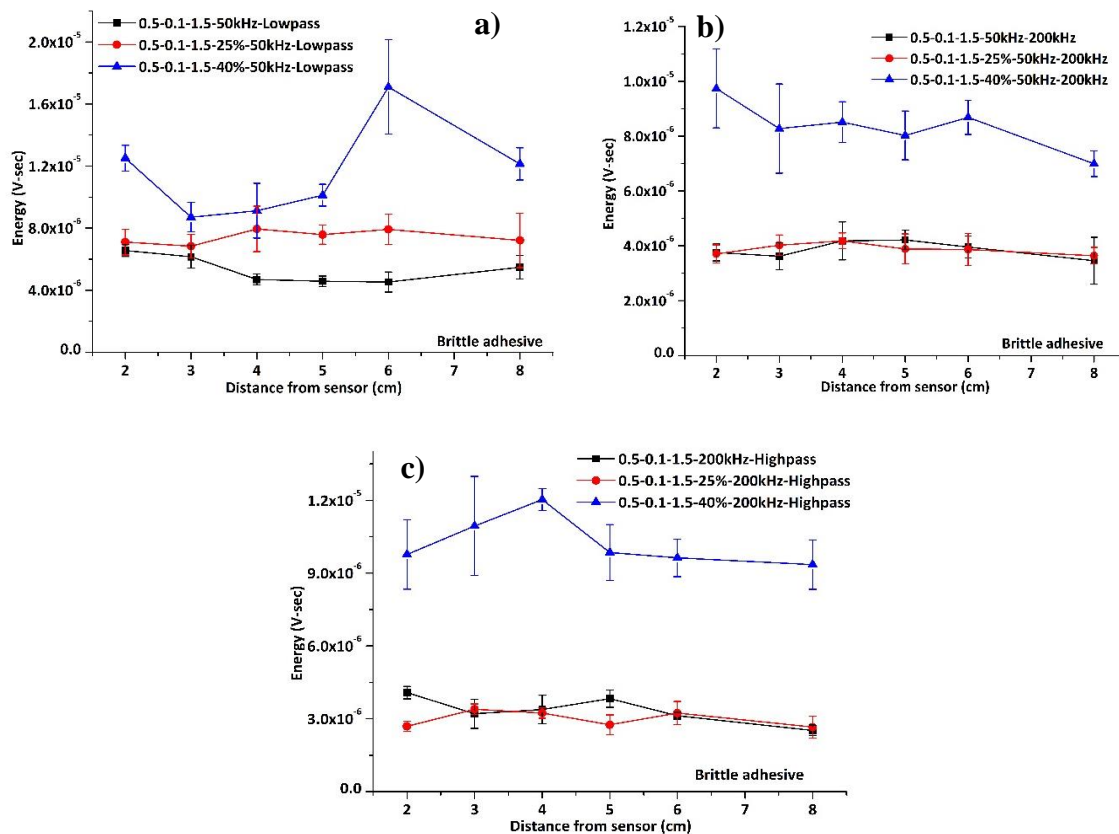 a)
0.5-0.1-1.5-50kHz-Lowpass
0.5-0.1-1.5-25%-50kHz-Lowpass
0.5-0.1-1.5-40%-50kHz-Lowpass
Energy (V-sec)
2.0x10⁻⁵
1.6x10⁻⁵
1.2x10⁻⁵
8.0x10⁻⁶
4.0x10⁻⁶
0.0
Brittle adhesive
2 3 4 5 6 7 8
Distance from sensor (cm)
b)
0.5-0.1-1.5-50kHz-200kHz
0.5-0.1-1.5-25%-50kHz-200kHz
0.5-0.1-1.5-40%-50kHz-200kHz
Energy (V-sec)
1.2x10⁻⁵
1.0x10⁻⁵
8.0x10⁻⁶
6.0x10⁻⁶
4.0x10⁻⁶
2.0x10⁻⁶
0.0
Brittle adhesive
2 3 4 5 6 7 8
Distance from sensor (cm)
c)
0.5-0.1-1.5-200kHz-Highpass
0.5-0.1-1.5-25%-200kHz-Highpass
0.5-0.1-1.5-40%-200kHz-Highpass
Energy (V-sec)
1.2x10⁻⁵
9.0x10⁻⁶
6.0x10⁻⁶
3.0x10⁻⁶
0.0
Brittle adhesive
2 3 4 5 6 7 8
Distance from sensor (cm)